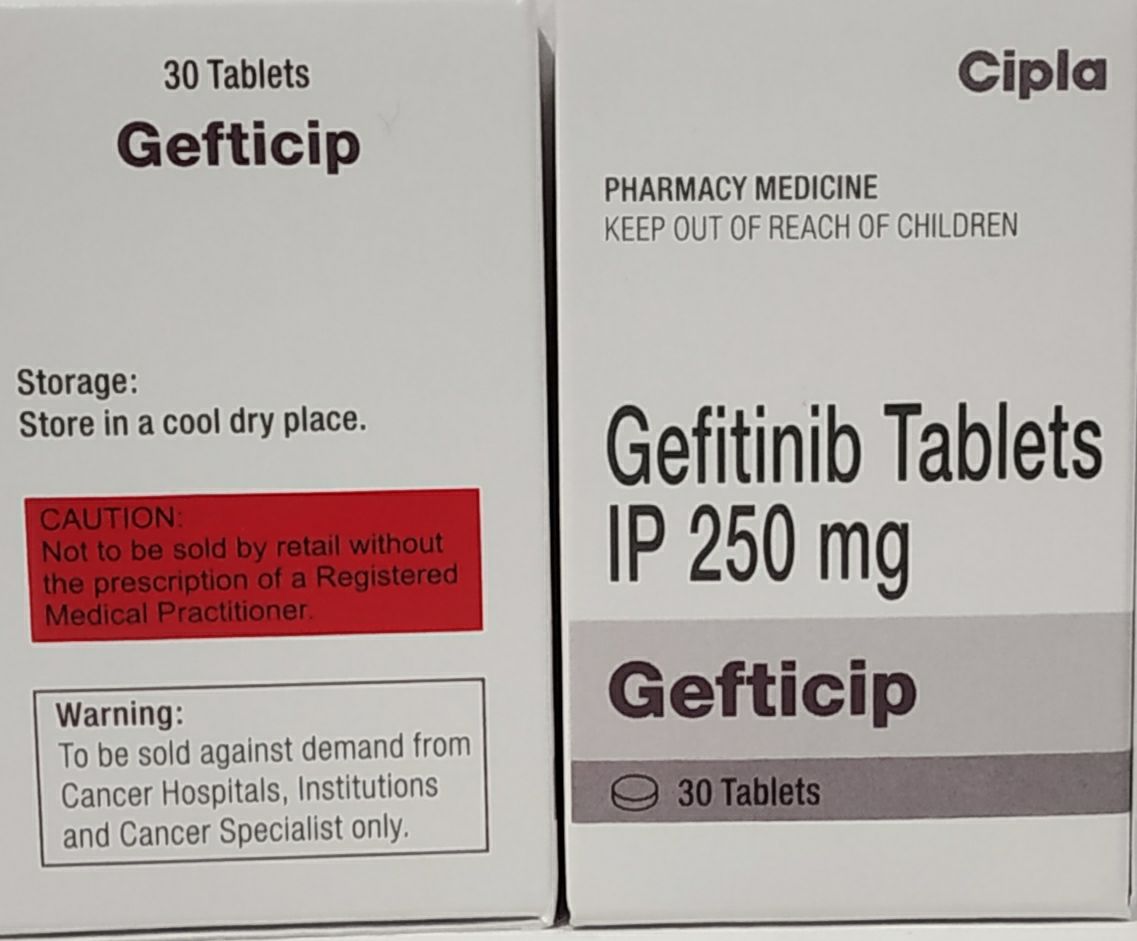 30 Tablets
Gefticip
Storage:
Store in a cool dry place.
CAUTION:
Not to be sold by retail without
the prescription of a Registered
Medical Practitioner.
Warning:
To be sold against demand from
Cancer Hospitals, Institutions
and Cancer Specialist only.
Cipla
PHARMACY MEDICINE
KEEP OUT OF REACH OF CHILDREN
Gefitinib Tablets
IP 250 mg
Gefticip
30 Tablets